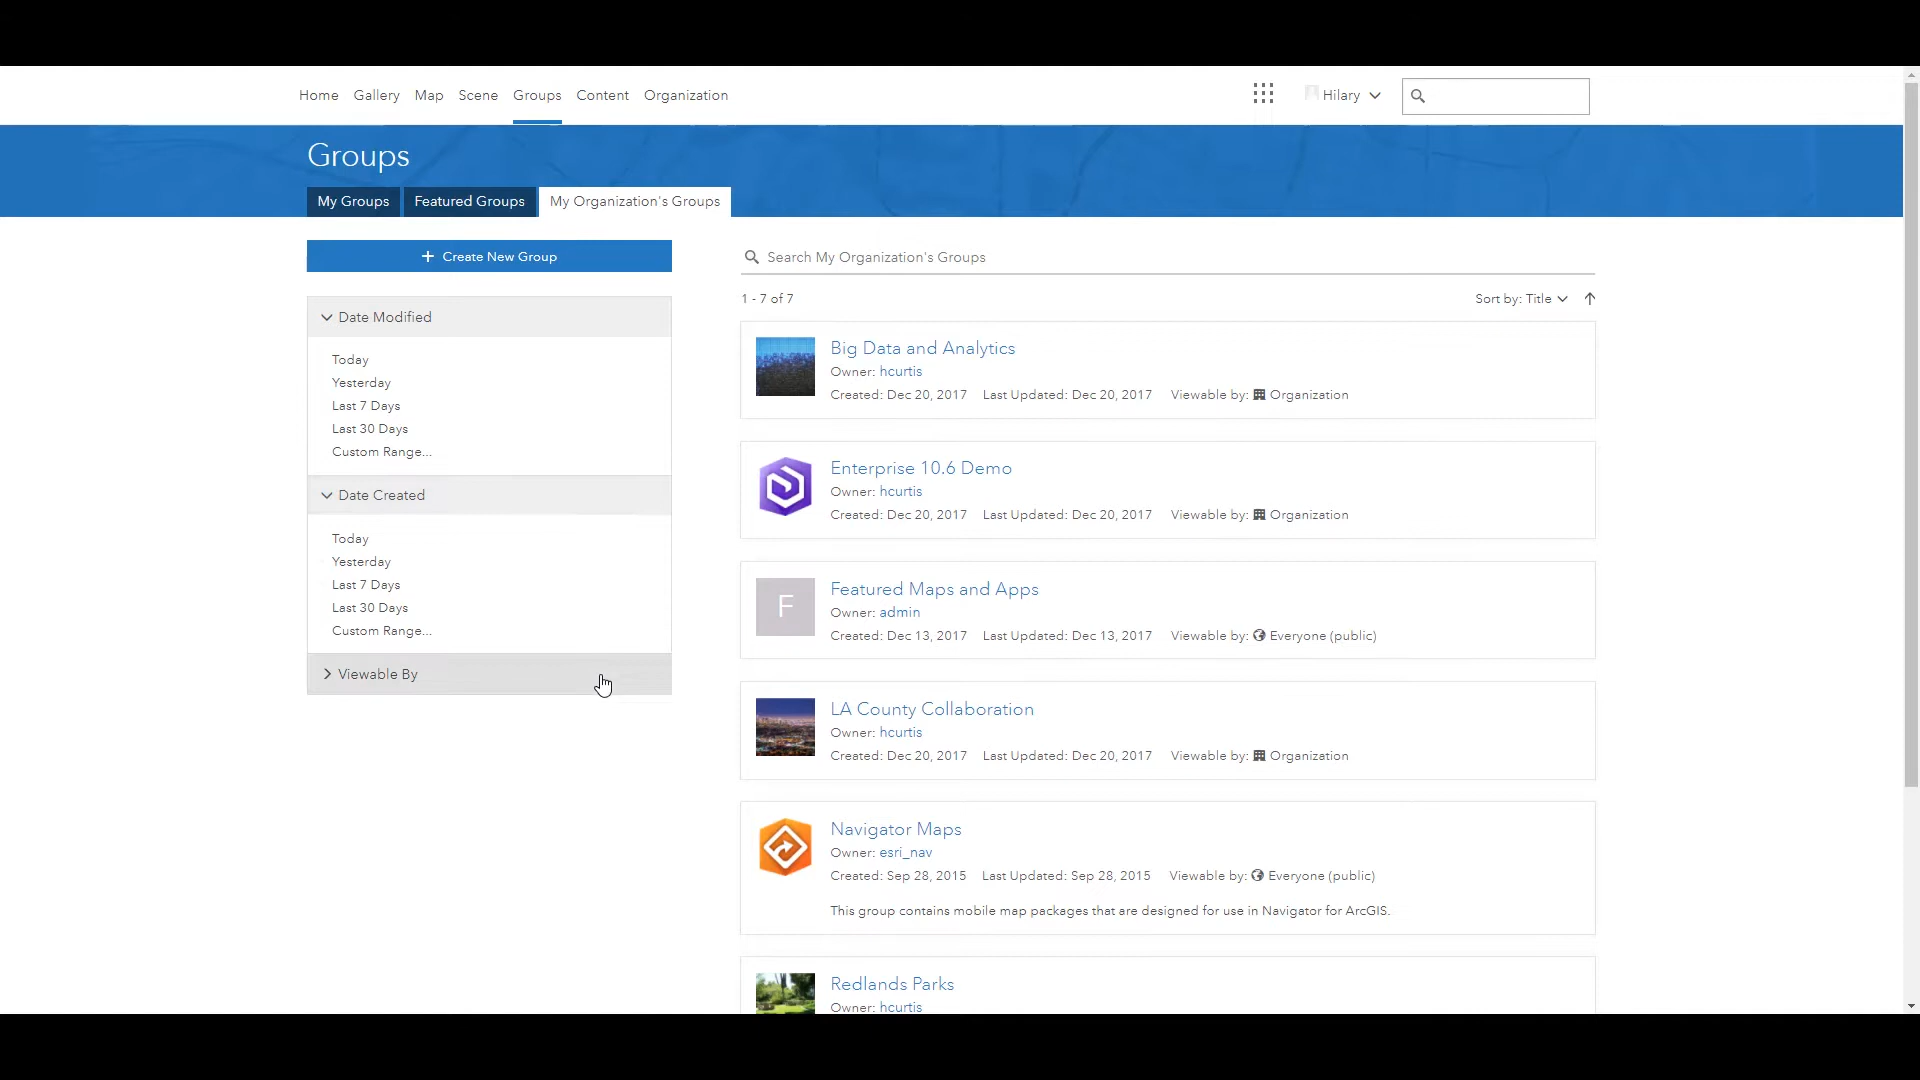 Home Gallery Map Scene Groups Content Organization Hilary
Groups
My Groups Featured Groups My Organization's Groups
+ Create New Group
Date Modified
Today
Yesterday
Last 7 Days
Last 30 Days
Custom Range...
Date Created
Today
Yesterday
Last 7 Days
Last 30 Days
Custom Range...
Viewable By
Search My Organization's Groups
1 - 7 of 7 Sort by: Title
Big Data and Analytics
Owner: hcurtis
Created: Dec 20, 2017 Last Updated: Dec 20, 2017 Viewable by: Organization
Enterprise 10.6 Demo
Owner: hcurtis
Created: Dec 20, 2017 Last Updated: Dec 20, 2017 Viewable by: Organization
F
Featured Maps and Apps
Owner: admin
Created: Dec 13, 2017 Last Updated: Dec 13, 2017 Viewable by: Everyone (public)
LA County Collaboration
Owner: hcurtis
Created: Dec 20, 2017 Last Updated: Dec 20, 2017 Viewable by: Organization
Navigator Maps
Owner: esri_nav
Created: Sep 28, 2015 Last Updated: Sep 28, 2015 Viewable by: Everyone (public)
This group contains mobile map packages that are designed for use in Navigator for ArcGIS.
Redlands Parks
Owner: hcurtis